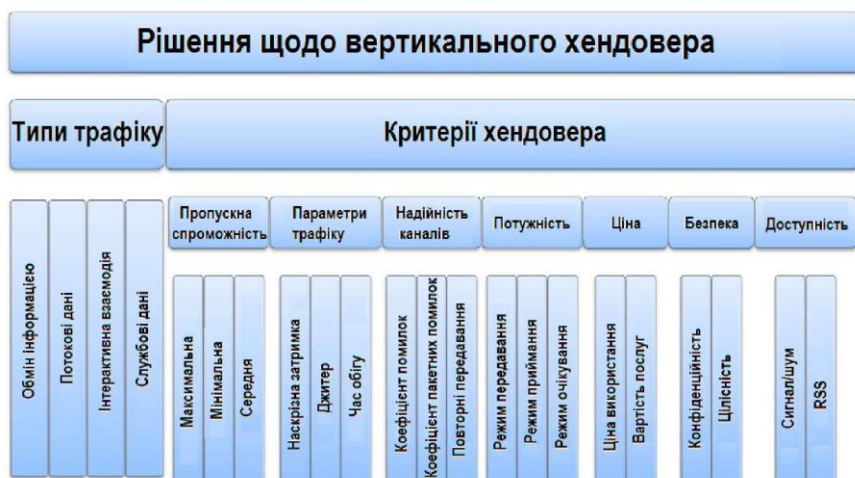 Рішення щодо вертикального хендовера
Типи трафіку
Критерії хендовера
Пропускна
спроможність
Параметри
трафіку
Надійність
каналів
Потужність
Ціна
Безпека
Доступність
Обмін інформацією
Потокові дані
Інтерактивна взаємодія
Службові дані
Максимальна
Мінімальна
Середня
Наскрізна затримка
Джитер
Час обігу
Коефіцієнт помилок
Коефіцієнт пакетних помилок
Повторні передавання
Режим передавання
Режим приймання
Режим очікування
Ціна використання
Вартість послуг
Конфіденційність
Цілісність
Сигнал/шум
RSS